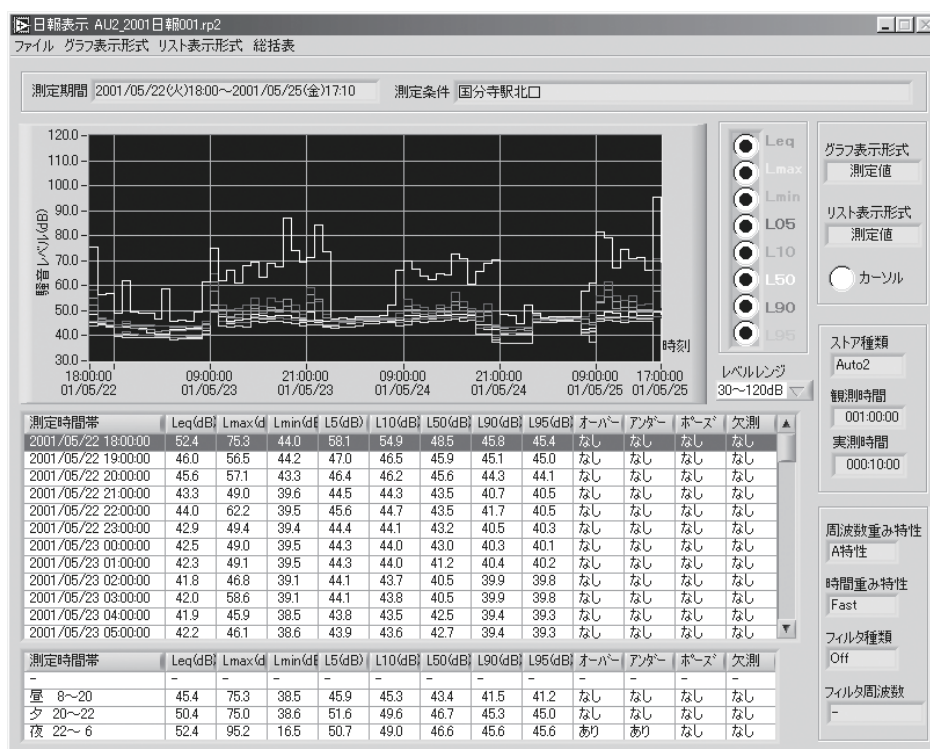 日報表示 AU2_2001日報001.rp2
ファイル グラフ表示形式 リスト表示形式 総括表
測定期間 2001/05/22(火)18:00～2001/05/25(金)17:10 測定条件 国分寺駅北口
騒音レベル(dB)
120.0
110.0
100.0
90.0
80.0
70.0
60.0
50.0
40.0
30.0
時刻
18:00:00 09:00:00 21:00:00 09:00:00 21:00:00 09:00:00 17:00:00
01/05/22 01/05/23 01/05/23 01/05/24 01/05/24 01/05/25 01/05/25
Leq
Lmax
Lmin
L05
L10
L50
L90
L95
レベルレンジ
30～120dB
グラフ表示形式
測定値
リスト表示形式
測定値
カーソル
ストア種類
Auto2
観測時間
001:00:00
実測時間
000:10:00
周波数重み特性
A特性
時間重み特性
Fast
フィルタ種類
Off
フィルタ周波数
-
測定時間帯 Leq(dB) Lmax(d Lmin(dE L5(dB) L10(dB) L50(dB) L90(dB) L95(dB) オーバー アンダー ポーズ 欠測
2001/05/22 18:00:00 52.4 75.3 44.0 58.1 54.9 48.5 45.8 45.4 なし なし なし なし
2001/05/22 19:00:00 46.0 56.5 44.2 47.0 46.5 45.9 45.1 45.0 なし なし なし なし
2001/05/22 20:00:00 45.6 57.1 43.3 46.4 46.2 45.6 44.3 44.1 なし なし なし なし
2001/05/22 21:00:00 43.3 49.0 39.6 44.5 44.3 43.5 40.7 40.5 なし なし なし なし
2001/05/22 22:00:00 44.0 62.2 39.5 45.6 44.7 43.5 41.7 40.5 なし なし なし なし
2001/05/22 23:00:00 42.9 49.4 39.4 44.4 44.1 43.2 40.5 40.3 なし なし なし なし
2001/05/23 00:00:00 42.5 49.0 39.5 44.3 44.0 43.0 40.3 40.1 なし なし なし なし
2001/05/23 01:00:00 42.3 49.1 39.5 44.3 44.0 41.2 40.4 40.2 なし なし なし なし
2001/05/23 02:00:00 41.8 46.8 39.1 44.1 43.7 40.5 39.9 39.8 なし なし なし なし
2001/05/23 03:00:00 42.0 58.6 39.1 44.1 43.8 40.5 39.9 39.8 なし なし なし なし
2001/05/23 04:00:00 41.9 45.9 38.5 43.8 43.5 42.5 39.4 39.3 なし なし なし なし
2001/05/23 05:00:00 42.2 46.1 38.6 43.9 43.6 42.7 39.4 39.3 なし なし なし なし
測定時間帯 Leq(dB) Lmax(d Lmin(dE L5(dB) L10(dB) L50(dB) L90(dB) L95(dB) オーバー アンダー ポーズ 欠測
- - - - - - - - - - - - -
昼 8～20 45.4 75.3 38.5 45.9 45.3 43.4 41.5 41.2 なし なし なし なし
夕 20～22 50.4 75.0 38.6 51.6 49.6 46.7 45.3 45.0 なし なし なし なし
夜 22～ 6 52.4 95.2 16.5 50.7 49.0 46.6 45.6 45.6 あり あり なし なし